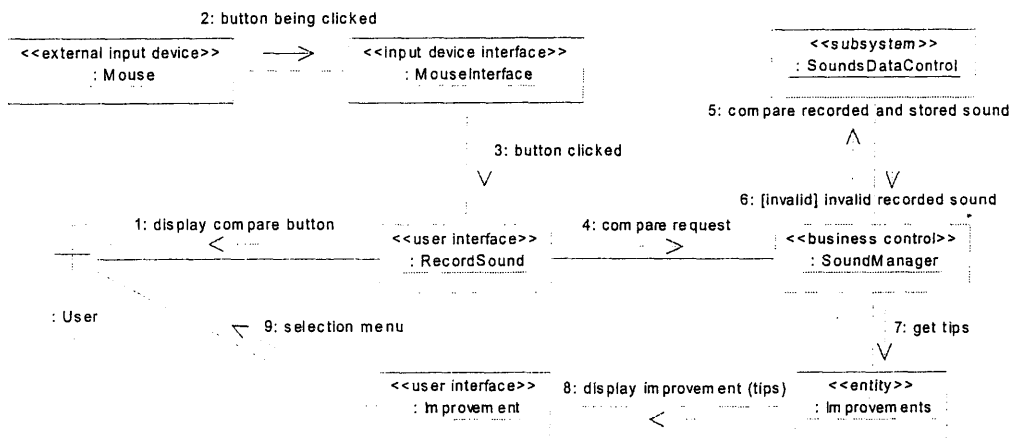 2: button being clicked
<<external input device>>
: Mouse
<<input device interface>>
: MouseInterface
<<subsystem>>
: SoundsDataControl
5: compare recorded and stored sound
3: button clicked
6: [invalid] invalid recorded sound
1: display compare button
<<user interface>>
: RecordSound
4: compare request
<<business control>>
: SoundManager
: User
9: selection menu
7: get tips
<<user interface>>
: Improvement
8: display improvement (tips)
<<entity>>
: Improvements